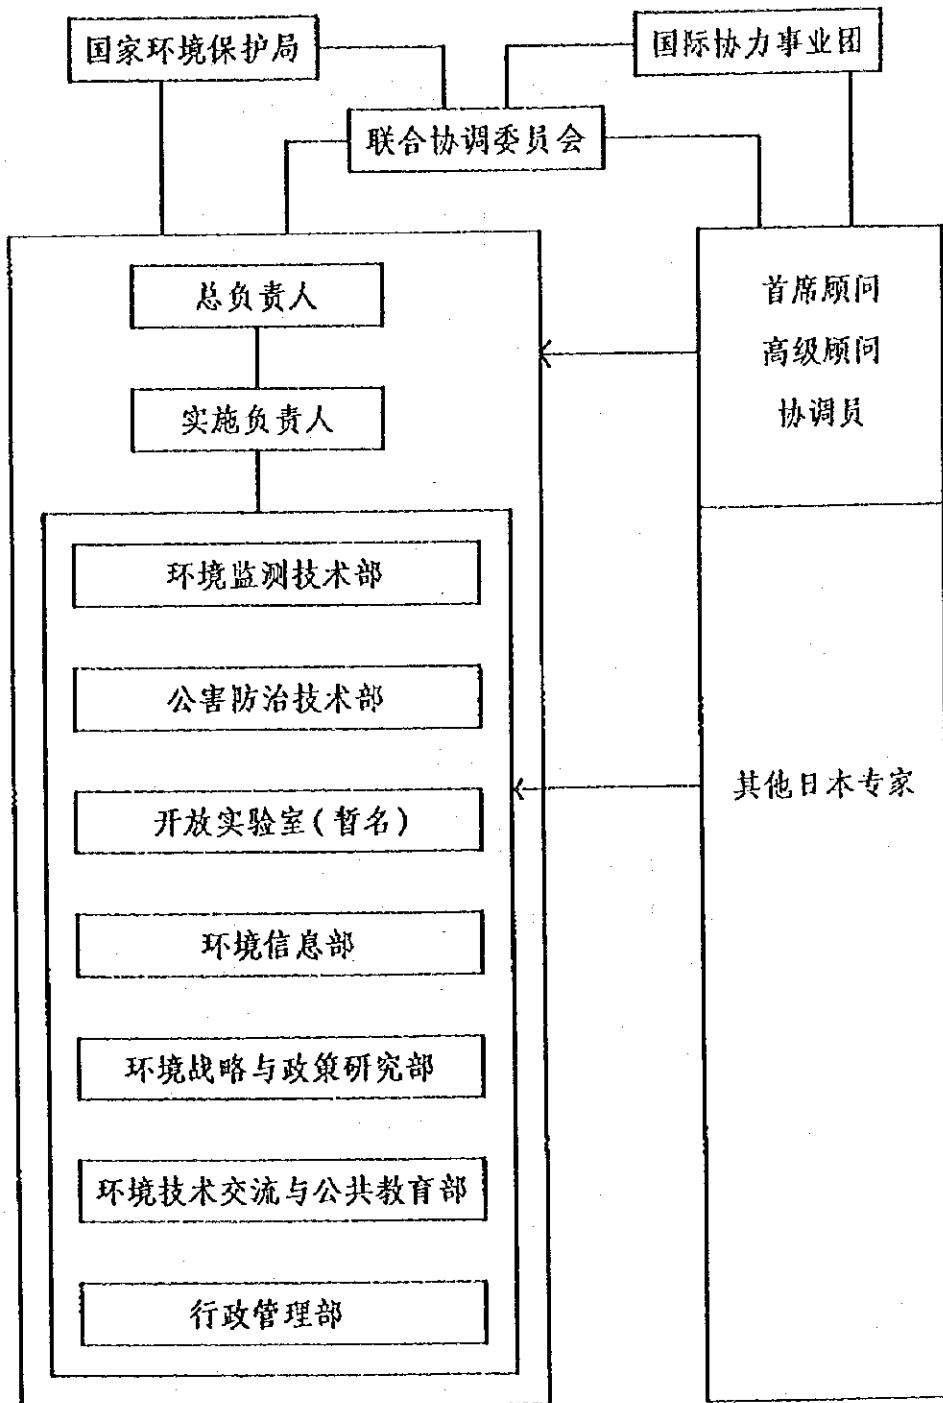 国家环境保护局
国际协力事业团
联合协调委员会
总负责人
实施负责人
环境监测技术部
公害防治技术部
开放实验室(暂名)
环境信息部
环境战略与政策研究部
环境技术交流与公共教育部
行政管理部
首席顾问
高级顾问
协调员
其他日本专家